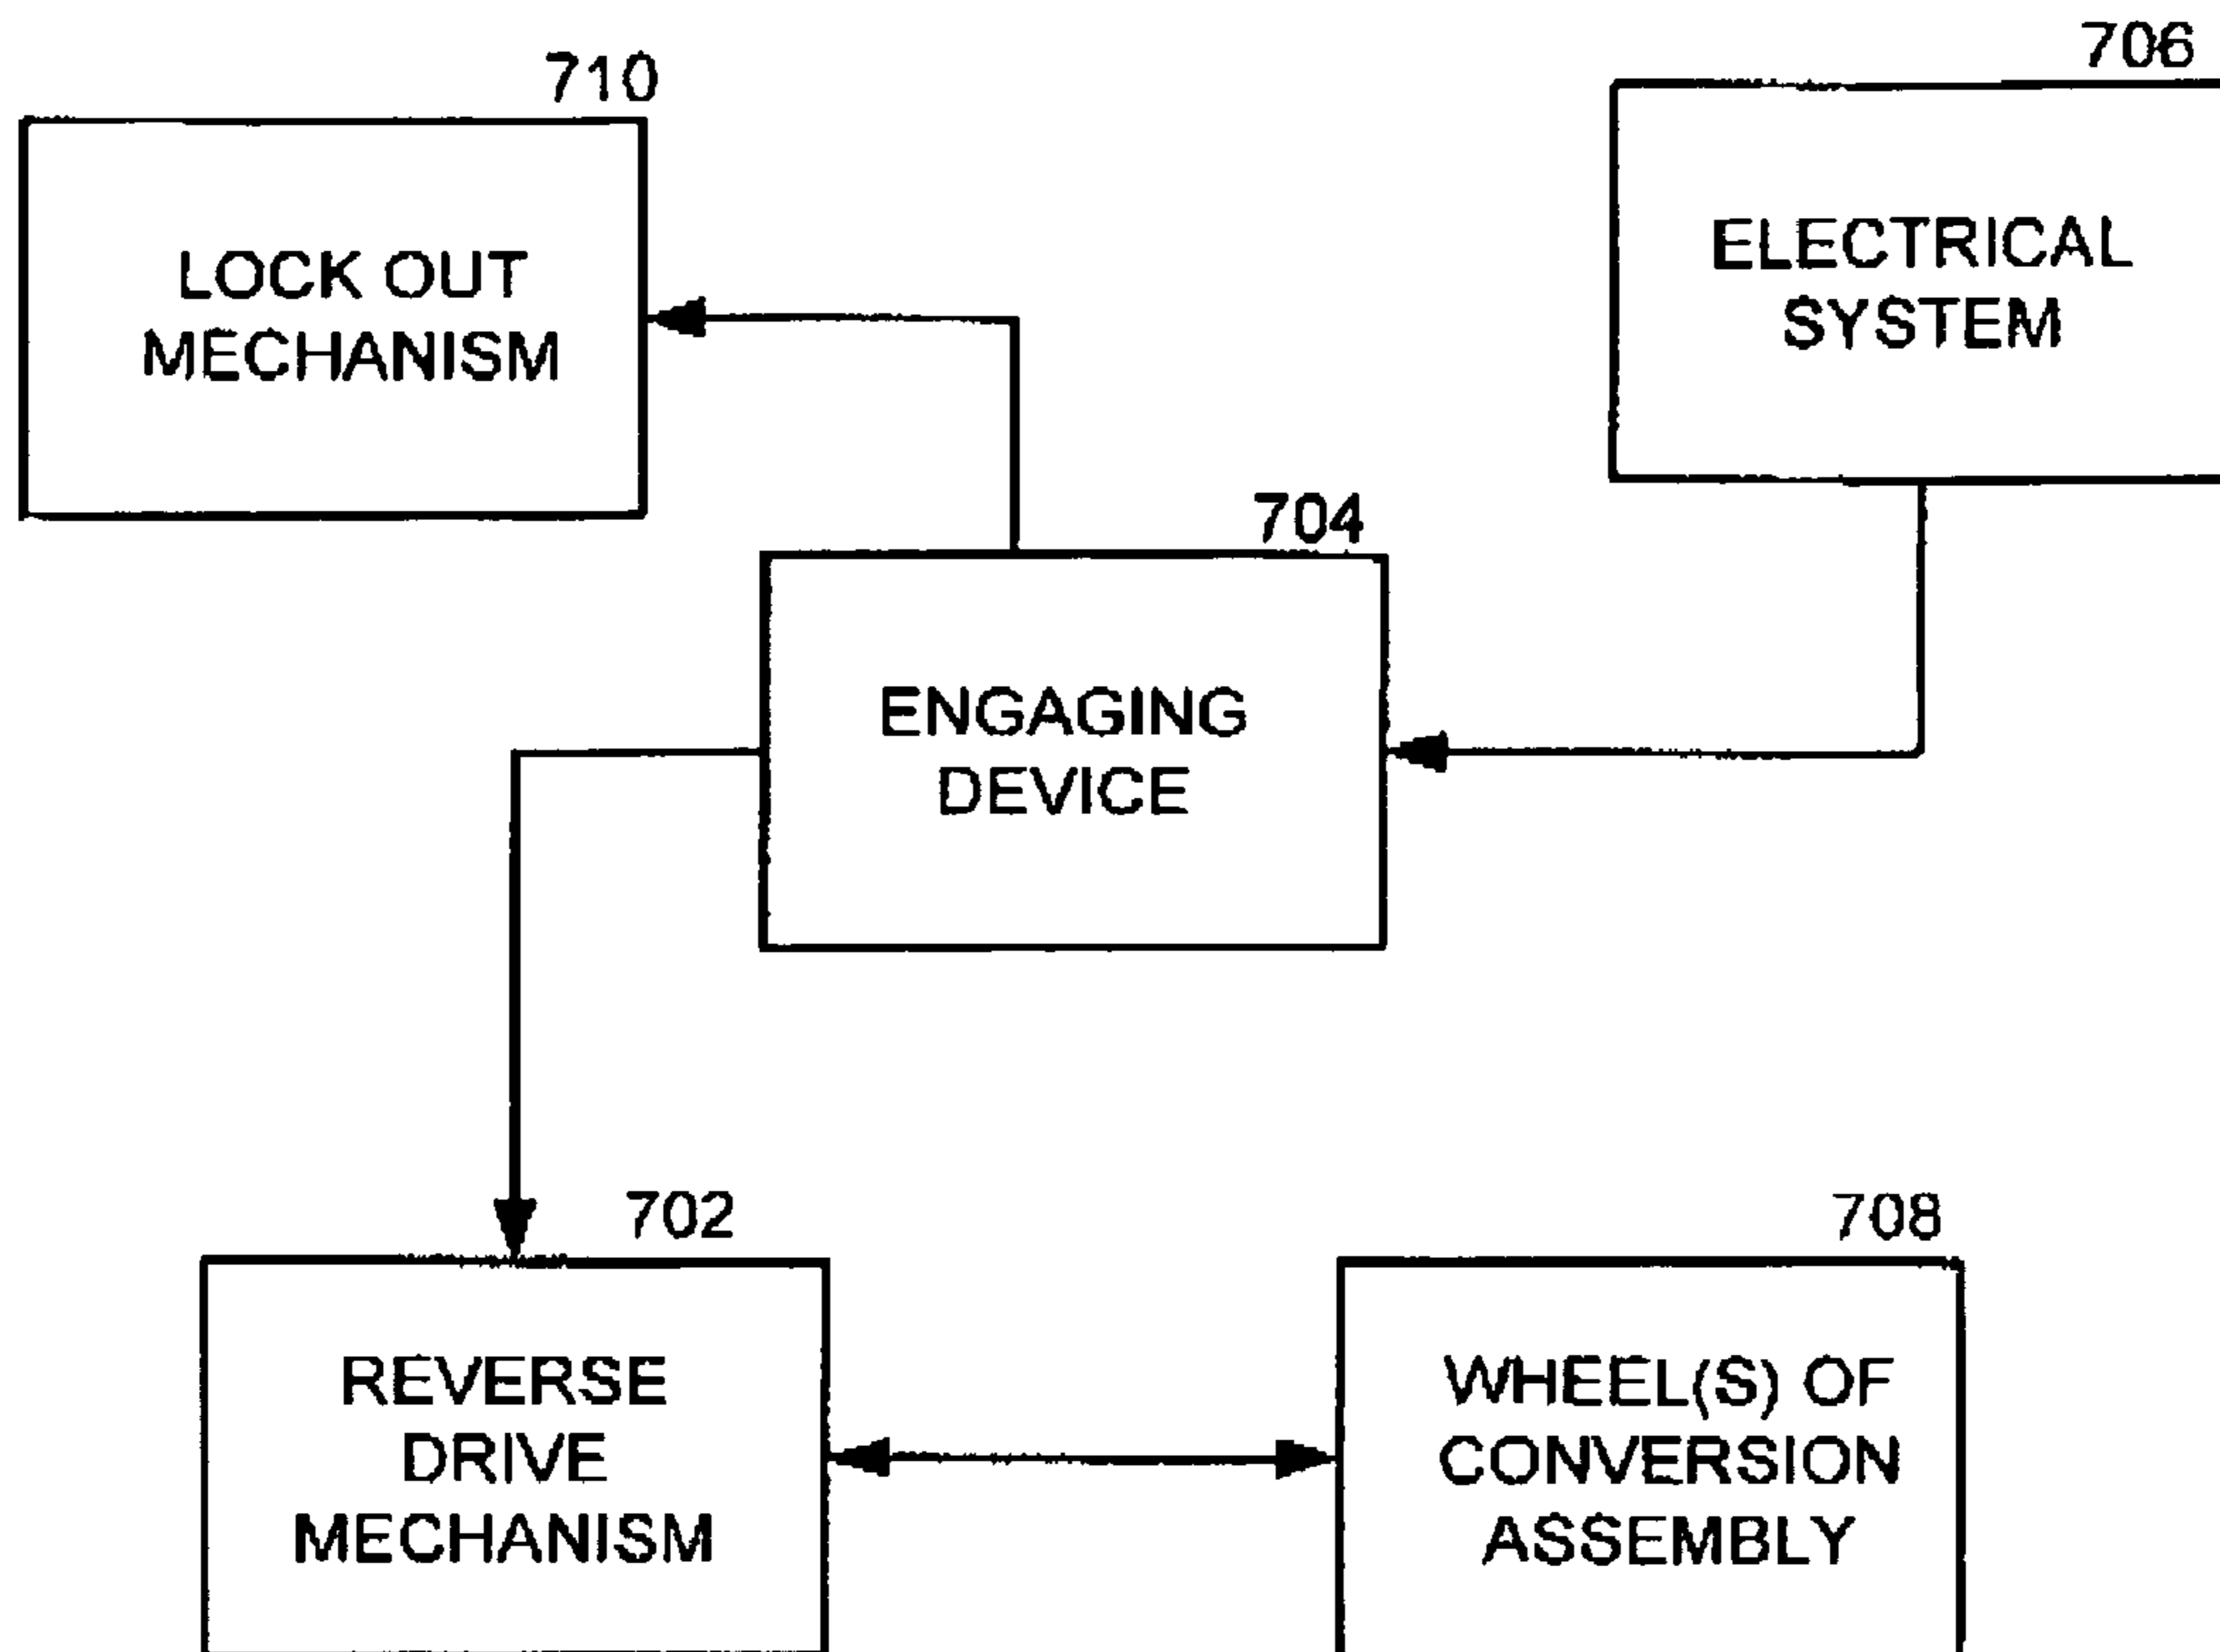 710
LOCK OUT
MECHANISM
706
ELECTRICAL
SYSTEM
704
ENGAGING
DEVICE
702
REVERSE
DRIVE
MECHANISM
708
WHEEL(S) OF
CONVERSION
ASSEMBLY